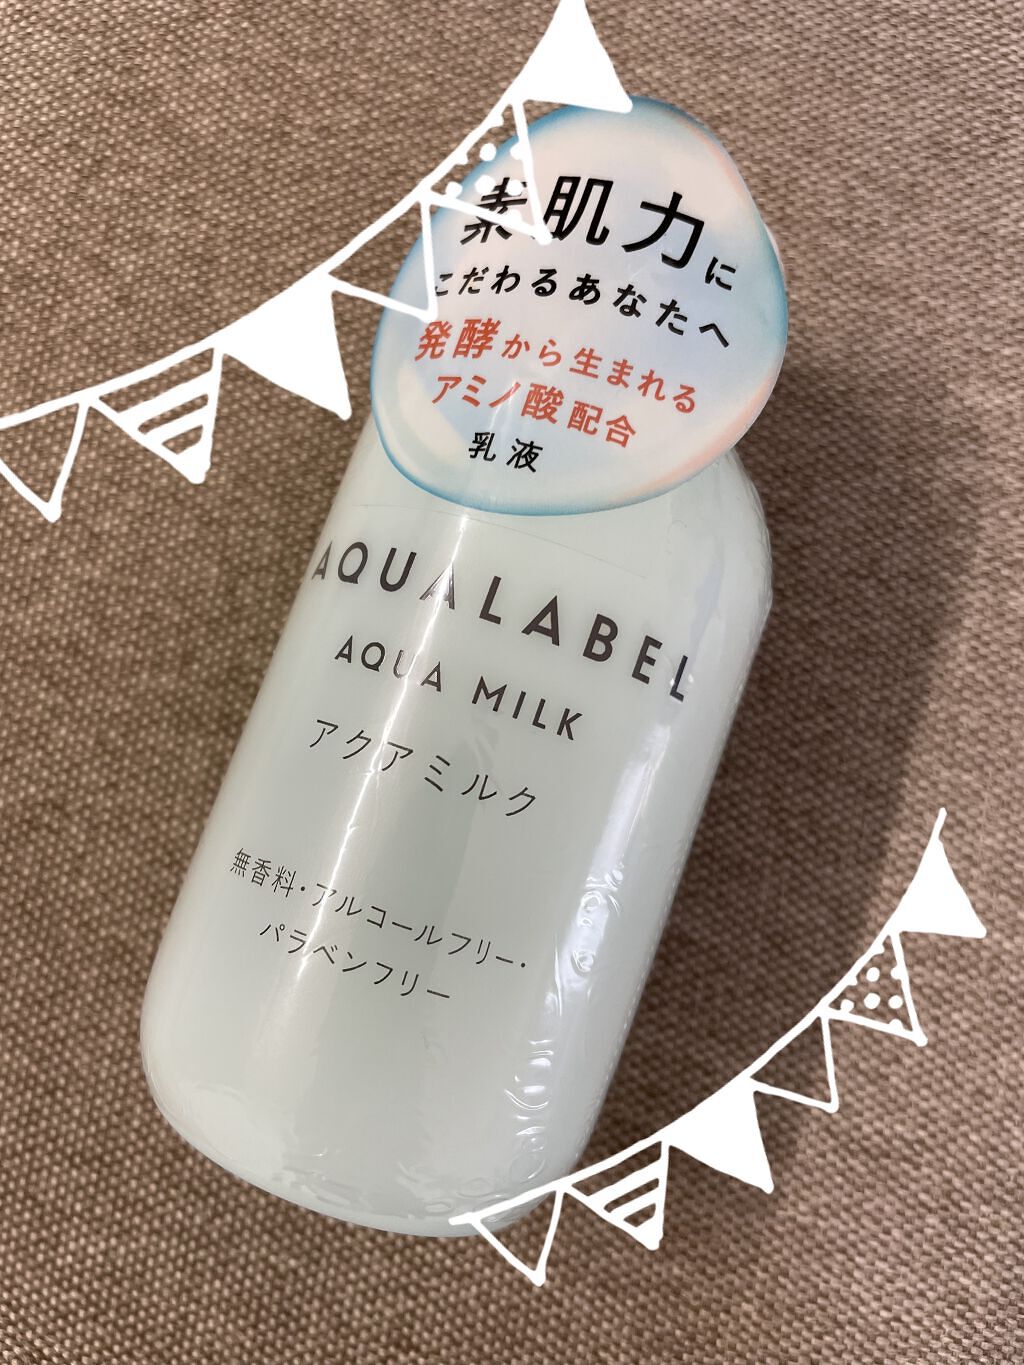 素肌力に
こだわるあなたへ
発酵から生まれる
アミノ酸配合
乳液
AQUALABEL
AQUA MILK
アクアミルク
無香料・アルコールフリー・
パラベンフリー